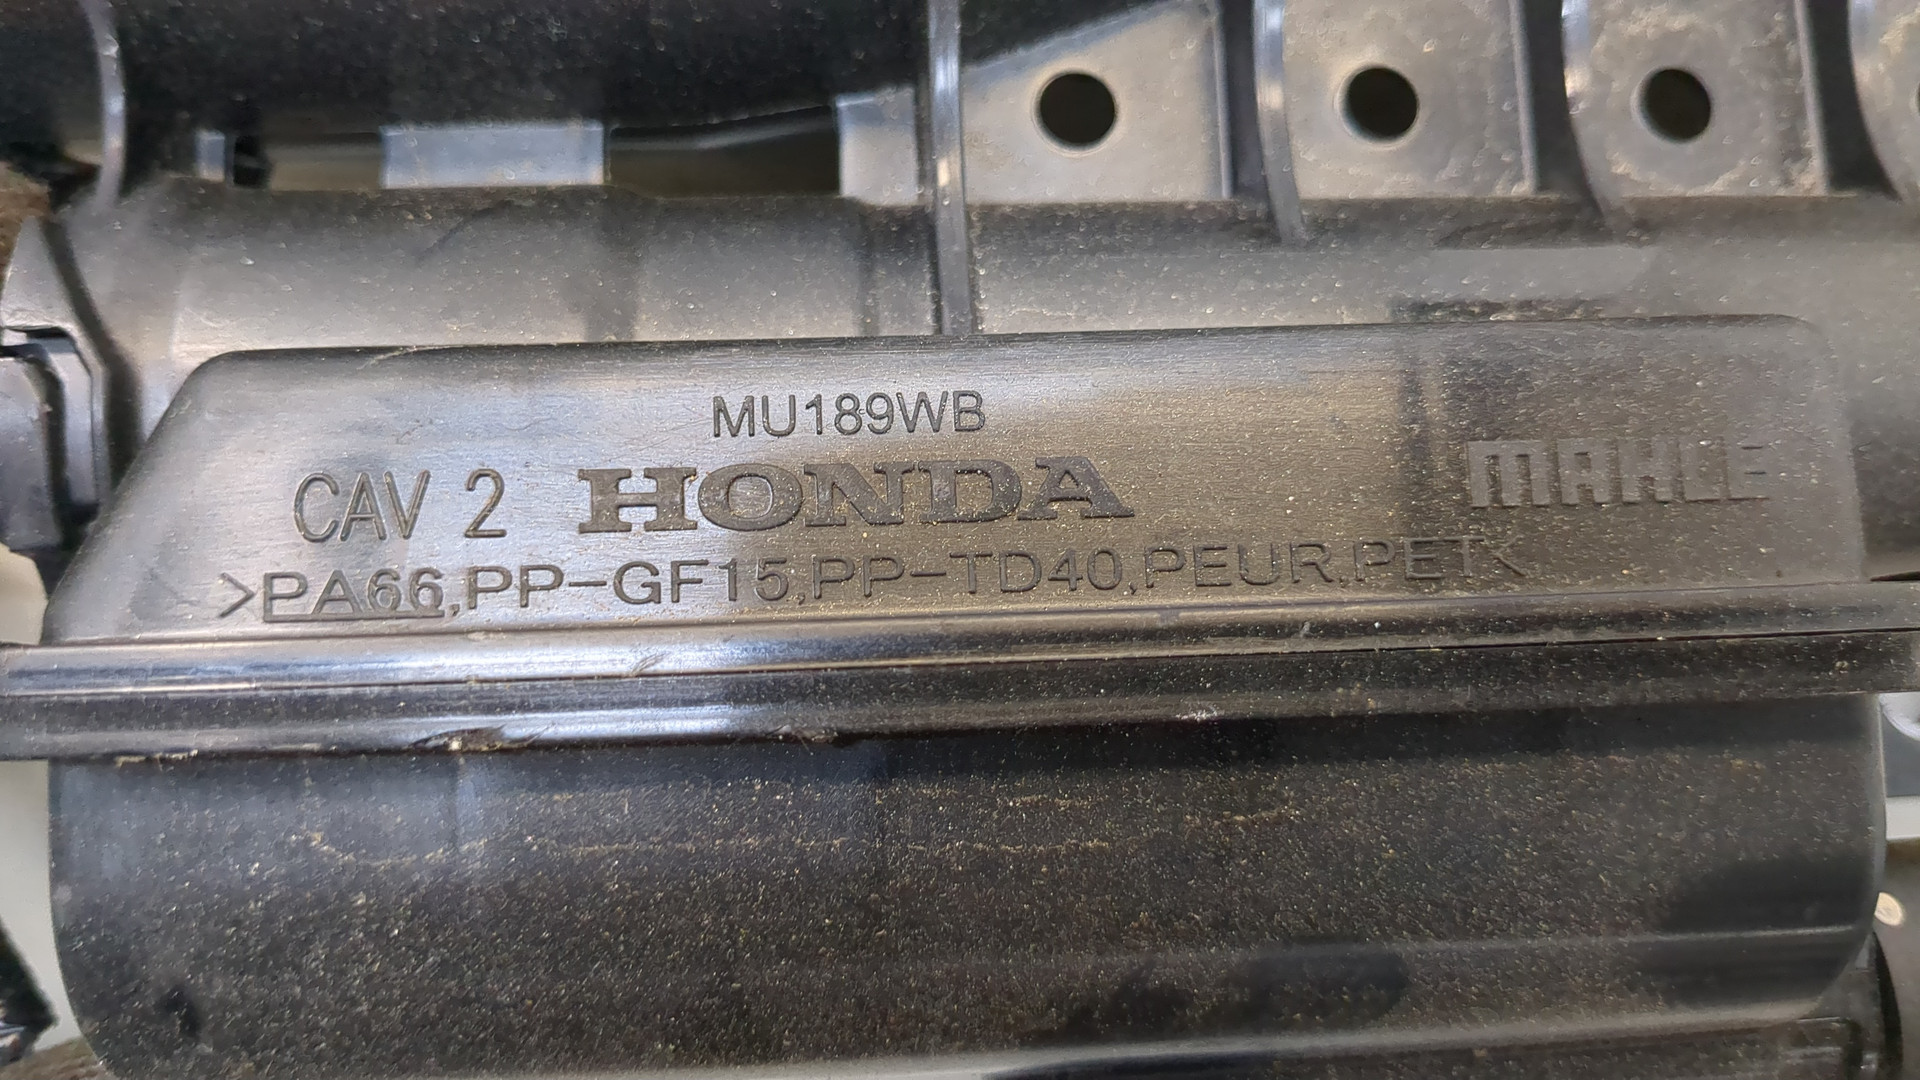 MU189WB
CAV 2 HONDA MAHLE
>PA66,PP-GF15,PP-TD40,PEUR,PET<